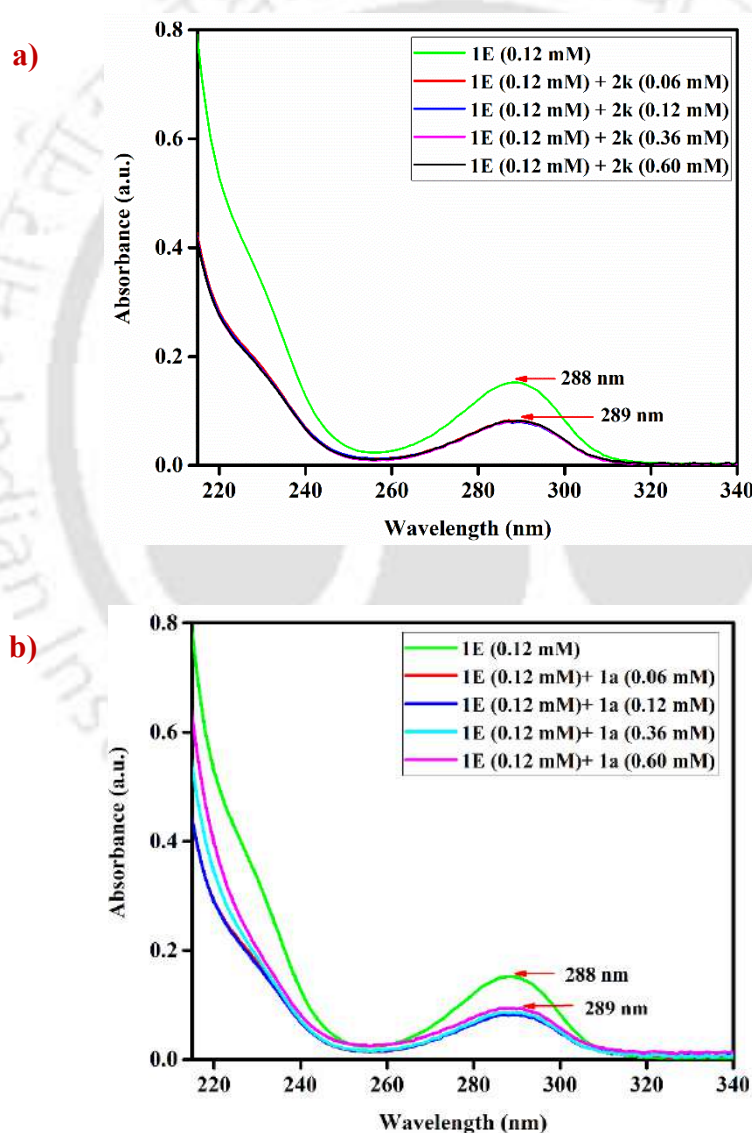 a)
0.8
0.6
0.4
0.2
0.0
Absorbance (a.u.)
1E (0.12 mM)
1E (0.12 mM) + 2k (0.06 mM)
1E (0.12 mM) + 2k (0.12 mM)
1E (0.12 mM) + 2k (0.36 mM)
1E (0.12 mM) + 2k (0.60 mM)
288 nm
289 nm
220 240 260 280 300 320 340
Wavelength (nm)
b)
0.8
0.6
0.4
0.2
0.0
Absorbance (a.u.)
1E (0.12 mM)
1E (0.12 mM)+ 1a (0.06 mM)
1E (0.12 mM)+ 1a (0.12 mM)
1E (0.12 mM)+ 1a (0.36 mM)
1E (0.12 mM)+ 1a (0.60 mM)
288 nm
289 nm
220 240 260 280 300 320 340
Wavelength (nm)
Indian Ins